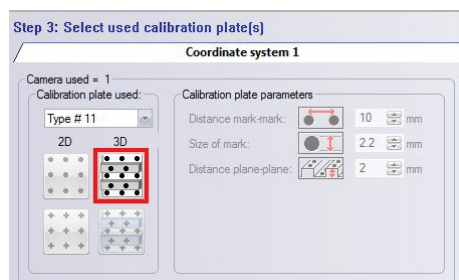 Step 3: Select used calibration plate(s)
Coordinate system 1
Camera used = 1
Calibration plate used:
Type # 11
2D 3D
Calibration plate parameters
Distance mark-mark: 10 mm
Size of mark: 2.2 mm
Distance plane-plane: 2 mm